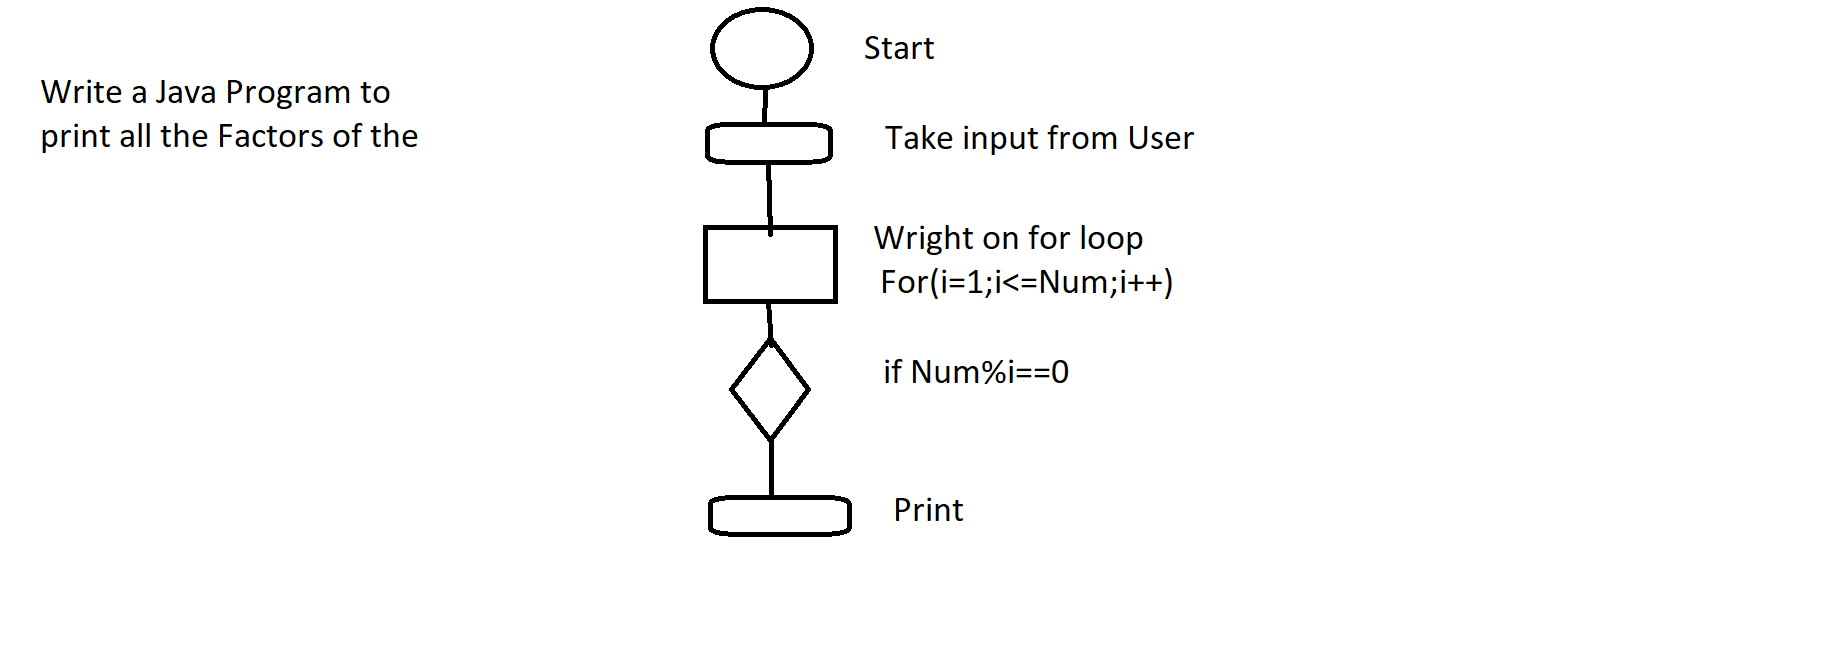 Write a Java Program to
print all the Factors of the
Start
Take input from User
Wright on for loop
For(i=1;i<=Num;i++)
if Num%i==0
Print